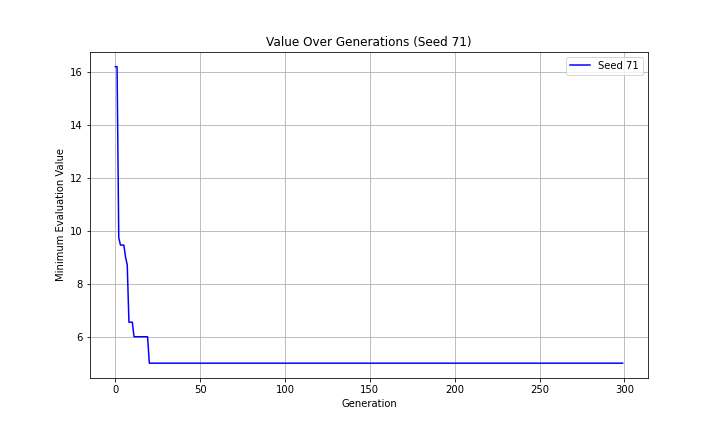 Value Over Generations (Seed 71)
Seed 71
Minimum Evaluation Value
16
14
12
10
8
6
0 50 100 150 200 250 300
Generation